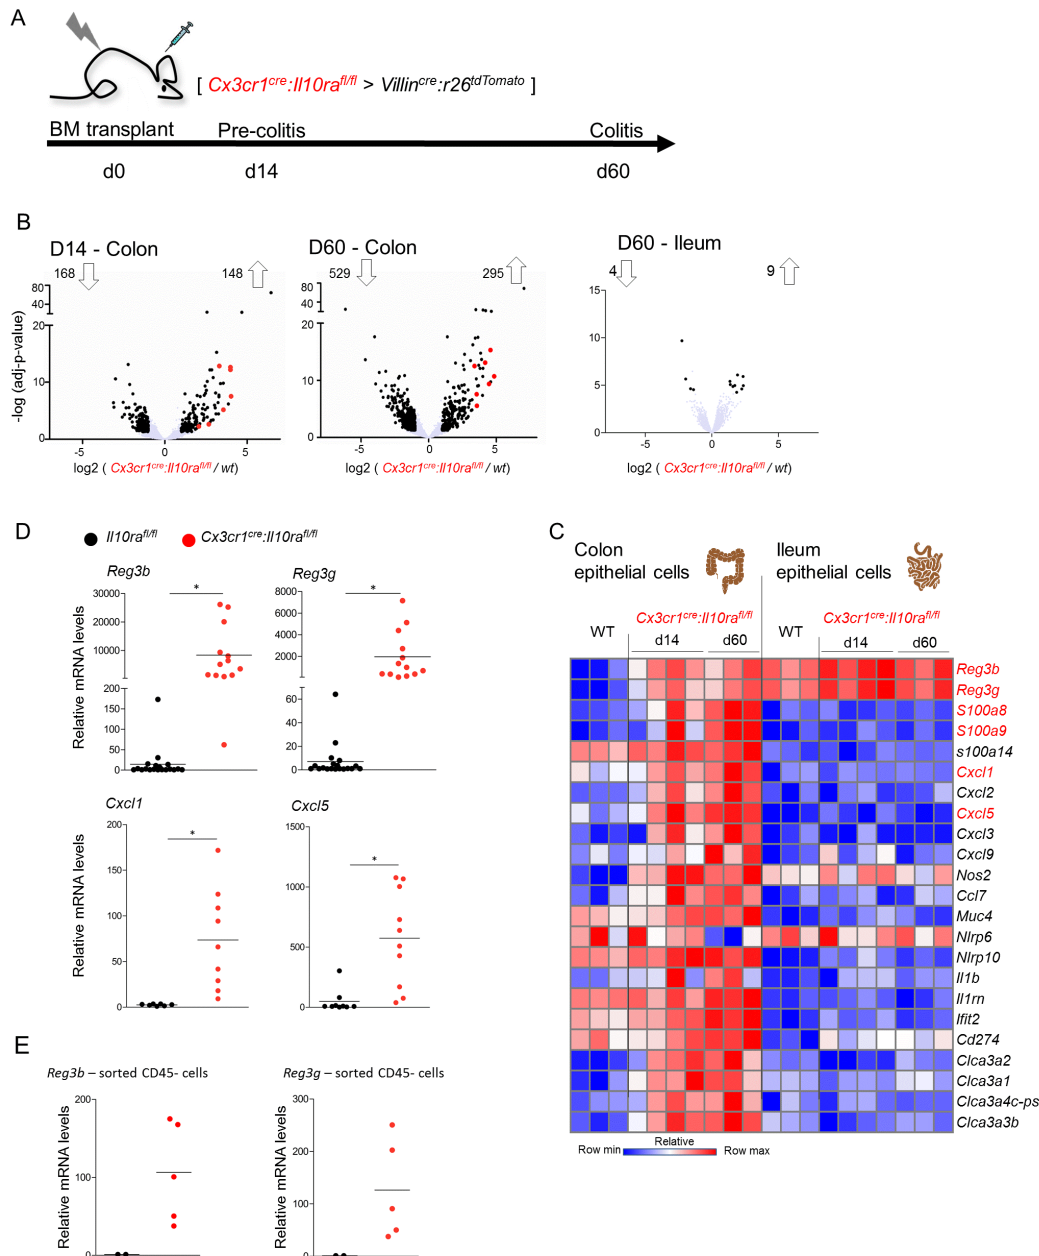 A
[ Cx3cr1cre:Il10rafl/fl > Villincre:r26tdTomato ]
BM transplant Pre-colitis Colitis
d0 d14 d60
B
D14 - Colon
168 148
80
40
20
10
0
-5 0 5
-log (adj-p-value)
log2 ( Cx3cr1cre:Il10rafl/fl / wt)
D60 - Colon
529 295
80
40
20
10
0
-5 0 5
log2 ( Cx3cr1cre:Il10rafl/fl / wt)
D60 - Ileum
4 9
15
10
5
0
-5 0 5
log2 ( Cx3cr1cre:Il10rafl/fl / wt)
D
Il10rafl/fl Cx3cr1cre:Il10rafl/fl
Reg3b
*
30000
20000
10000
200
150
100
50
0
Relative mRNA levels
Reg3g
*
8000
6000
4000
2000
60
40
20
0
Cxcl1
*
200
150
100
50
0
Relative mRNA levels
Cxcl5
*
1500
1000
500
0
E
Reg3b – sorted CD45- cells
200
100
0
Relative mRNA levels
Reg3g – sorted CD45- cells
300
200
100
0
Relative mRNA levels
C
Colon
epithelial cells
Ileum
epithelial cells
WT Cx3cr1cre:Il10rafl/fl WT Cx3cr1cre:Il10rafl/fl
d14 d60 d14 d60
Reg3b
Reg3g
S100a8
S100a9
s100a14
Cxcl1
Cxcl2
Cxcl5
Cxcl3
Cxcl9
Nos2
Ccl7
Muc4
Nlrp6
Nlrp10
Il1b
Il1rn
Ifit2
Cd274
Clca3a2
Clca3a1
Clca3a4c-ps
Clca3a3b
Relative
Row min Row max